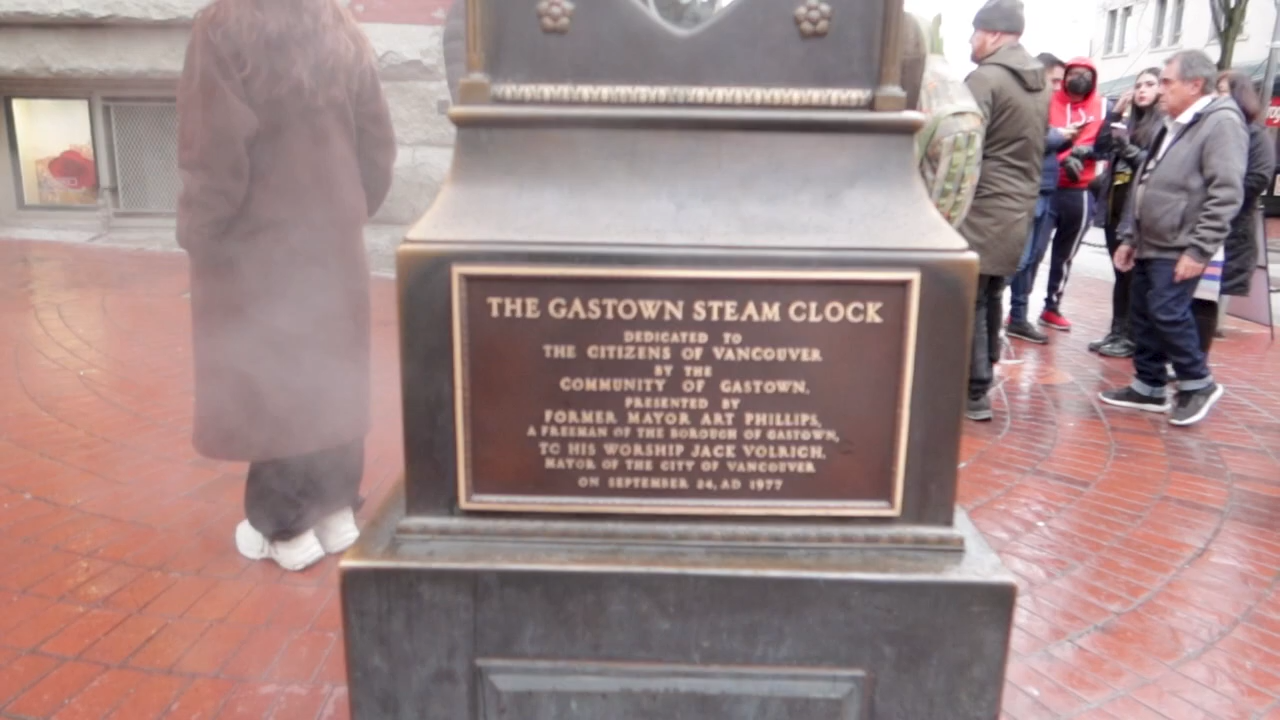 THE GASTOWN STEAM CLOCK
DEDICATED TO
THE CITIZENS OF VANCOUVER
BY THE
COMMUNITY OF GASTOWN,
PRESENTED BY
FORMER MAYOR ART PHILLIPS,
A FREEMAN OF THE BOROUGH OF GASTOWN,
TO HIS WORSHIP JACK VOLRICH,
MAYOR OF THE CITY OF VANCOUVER
ON SEPTEMBER 24, AD 1977